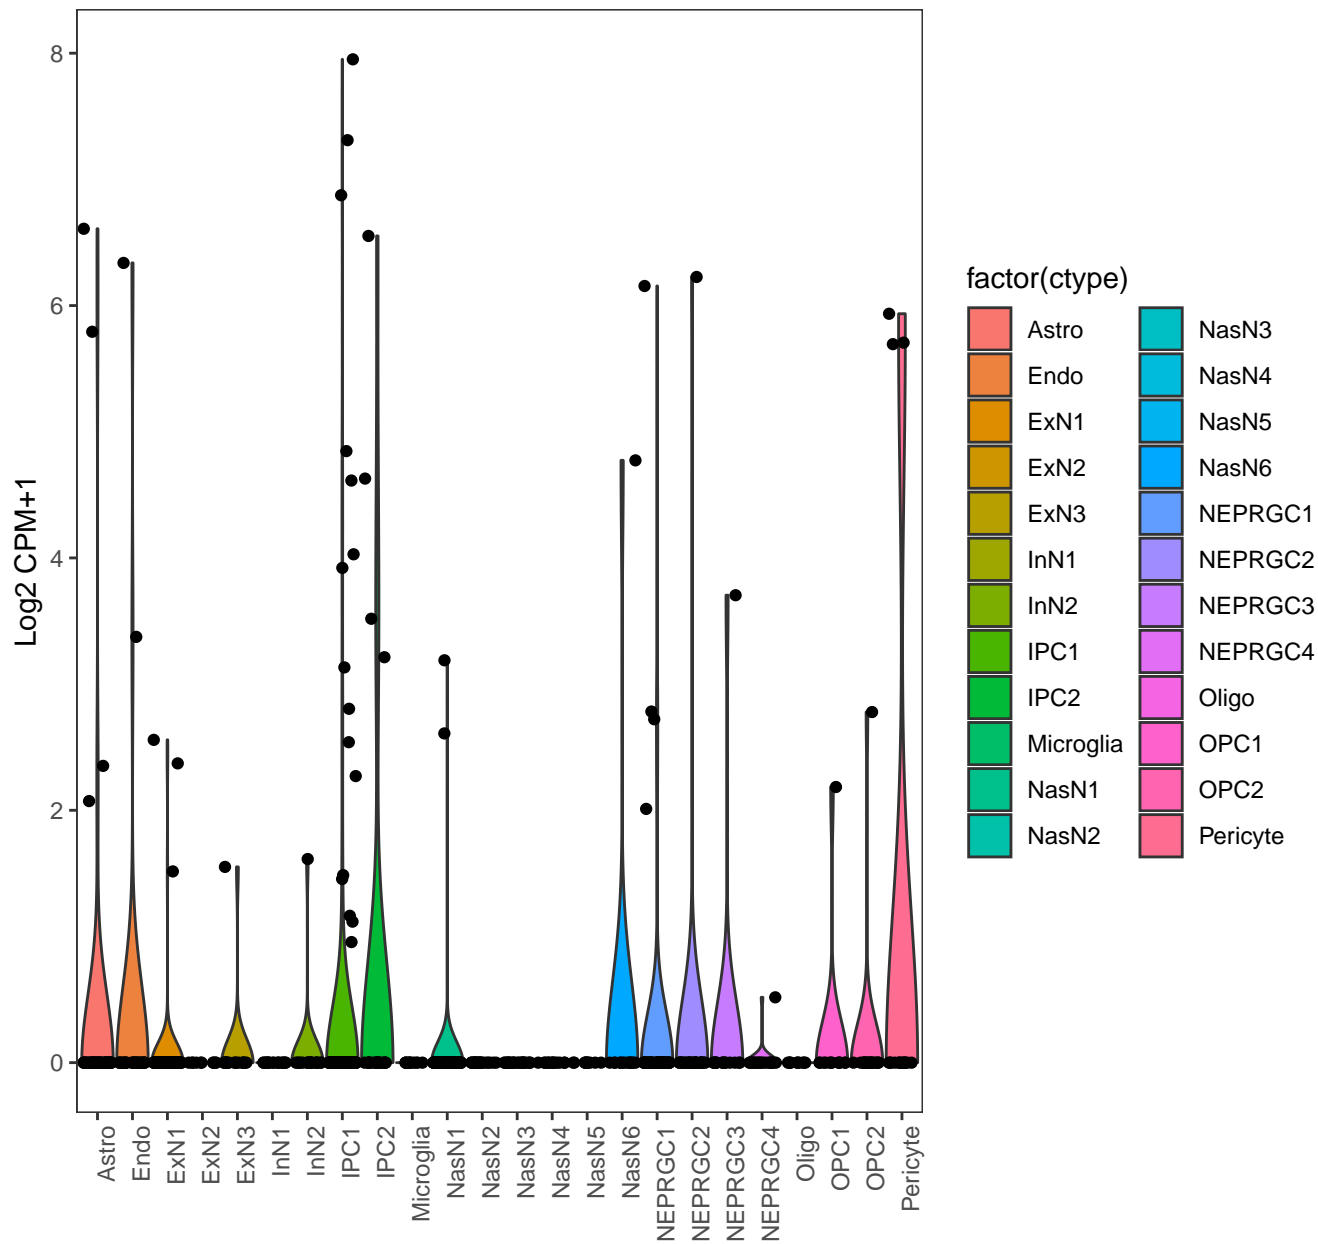 8
6
4
2
0
Log2 CPM+1
Astro
Endo
ExN1
ExN2
ExN3
InN1
InN2
IPC1
IPC2
Microglia
NasN1
NasN2
NasN3
NasN4
NasN5
NasN6
NEPRGC1
NEPRGC2
NEPRGC3
NEPRGC4
Oligo
OPC1
OPC2
Pericyte
factor(ctype)
Astro
Endo
ExN1
ExN2
ExN3
InN1
InN2
IPC1
IPC2
Microglia
NasN1
NasN2
NasN3
NasN4
NasN5
NasN6
NEPRGC1
NEPRGC2
NEPRGC3
NEPRGC4
Oligo
OPC1
OPC2
Pericyte